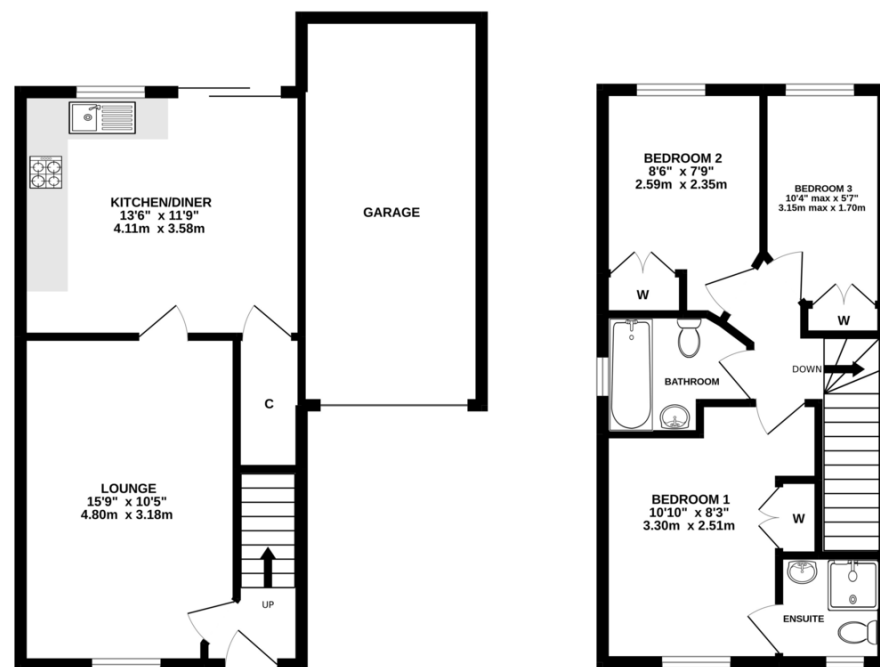 KITCHEN/DINER
13'6" x 11'9"
4.11m x 3.58m
GARAGE
C
LOUNGE
15'9" x 10'5"
4.80m x 3.18m
UP
BEDROOM 2
8'6" x 7'9"
2.59m x 2.35m
BEDROOM 3
10'4" max x 5'7"
3.15m max x 1.70m
W
W
BATHROOM
DOWN
BEDROOM 1
10'10" x 8'3"
3.30m x 2.51m
W
ENSUITE